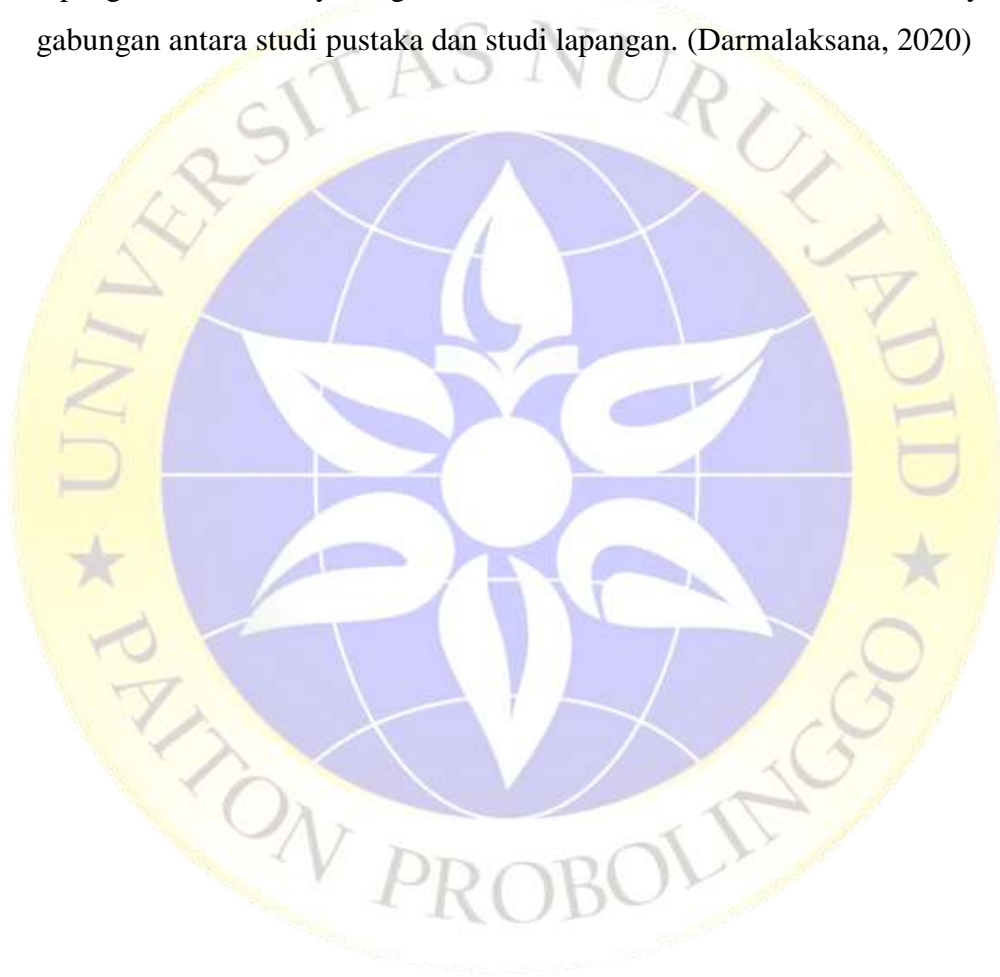 gabungan antara studi pustaka dan studi lapangan. (Darmalaksana, 2020)
UNIVERSITAS NURUL JADID
★ PAITON PROBOLINGGO ★